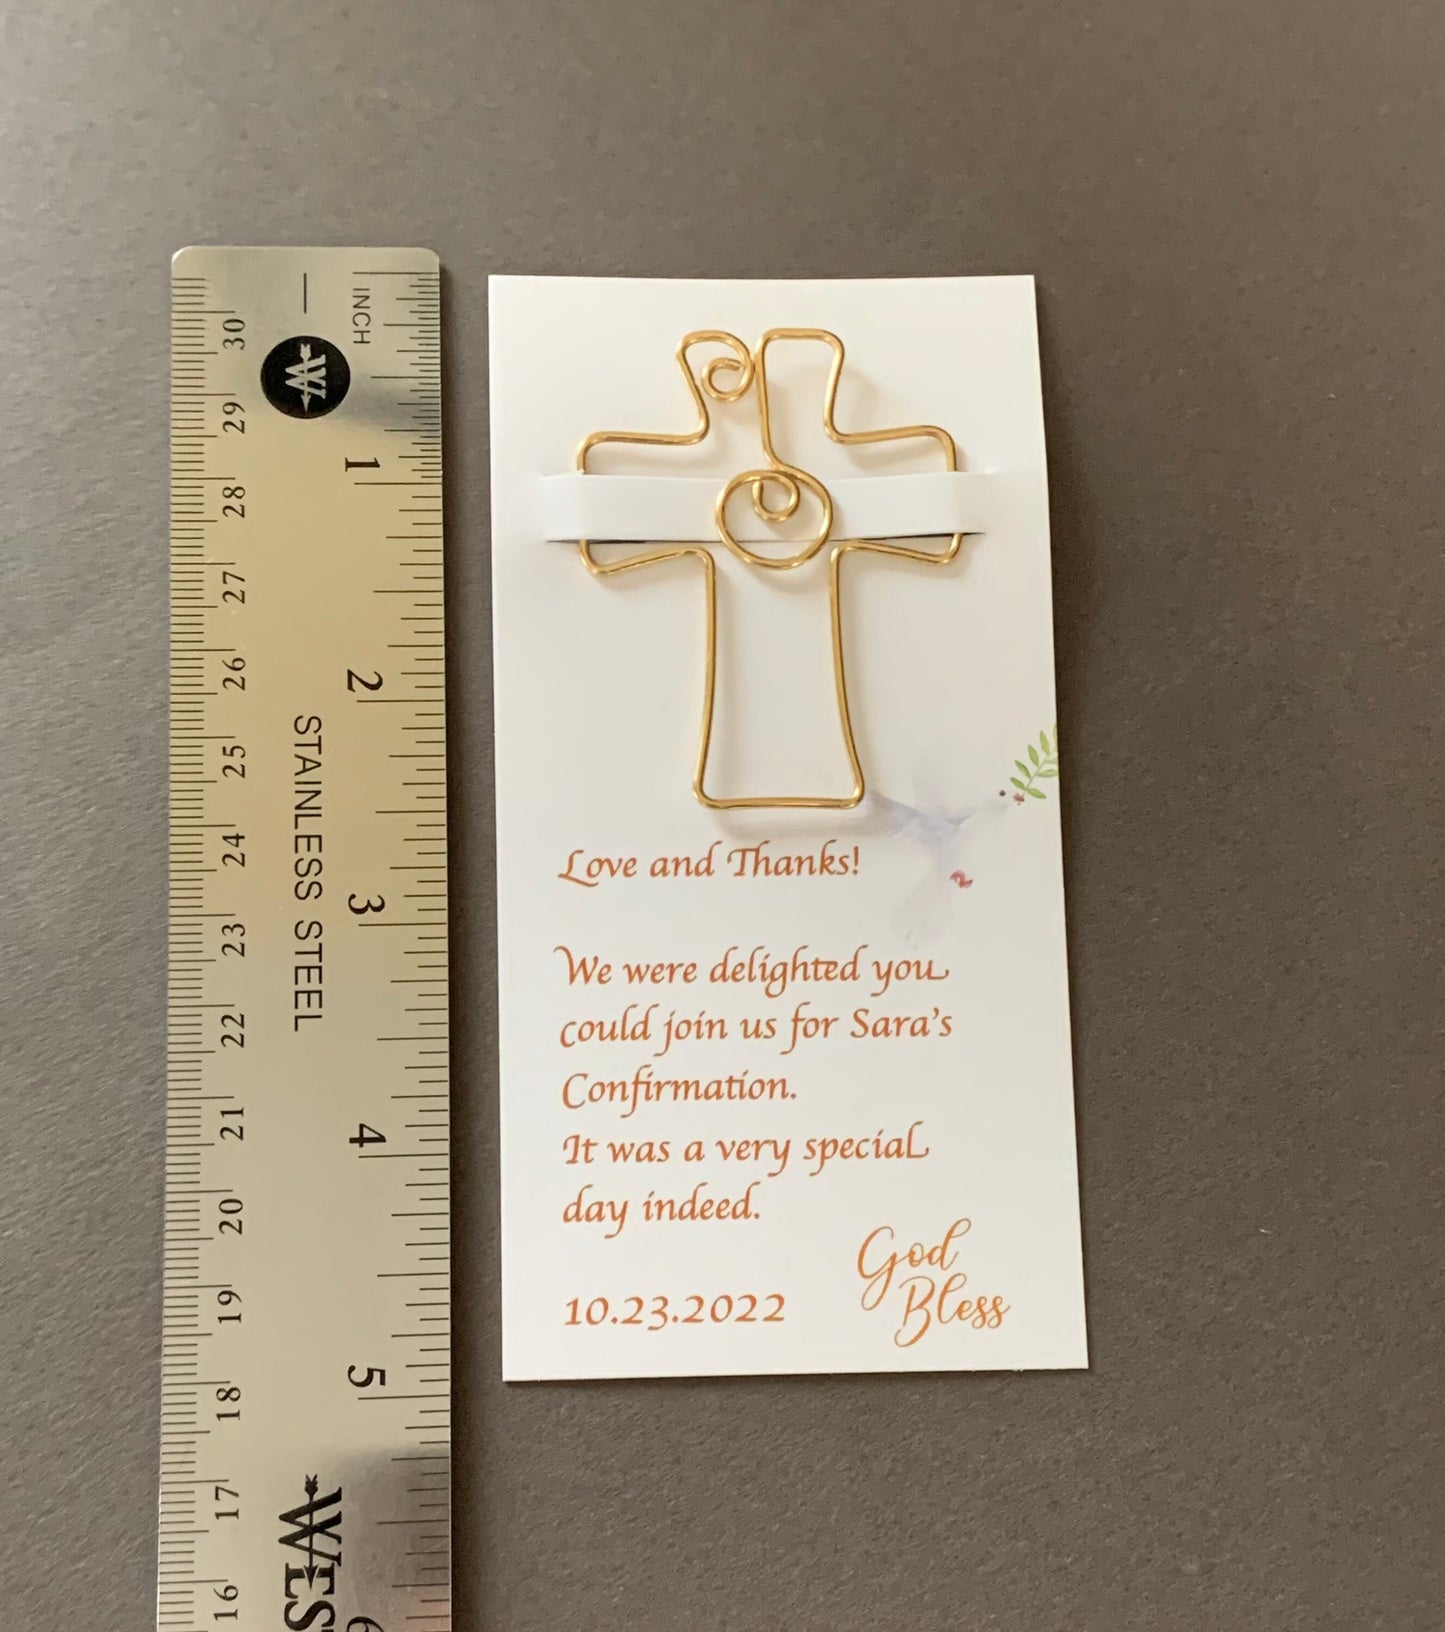 INCH
W
30
29
28
27
26
25
24
23
22
21
20
19
18
17
16
1
2
3
4
5
6
STAINLESS STEEL
WES
Love and Thanks!
We were delighted you
could join us for Sara's
Confirmation.
It was a very special
day indeed.
10.23.2022
God
Bless